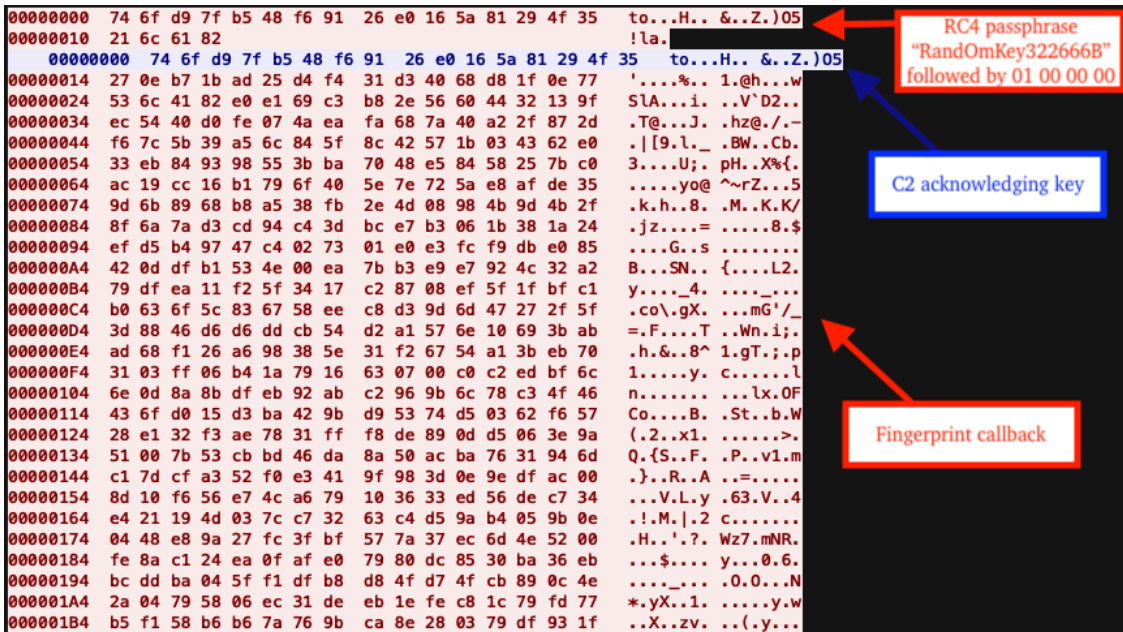 00000000  74 6f d9 7f b5 48 f6 91  26 e0 16 5a 81 29 4f 35   to...H.. &..Z.)O5
00000010  21 6c 61 82                                        !la.
00000000  74 6f d9 7f b5 48 f6 91  26 e0 16 5a 81 29 4f 35   to...H.. &..Z.)O5
00000014  27 0e b7 1b ad 25 d4 f4  31 d3 40 68 d8 1f 0e 77   '....%.. 1.@h...w
00000024  53 6c 41 82 e0 e1 69 c3  b8 2e 56 60 44 32 13 9f   SlA...i. ..V`D2..
00000034  ec 54 40 d0 fe 07 4a ea  fa 68 7a 40 a2 2f 87 2d   .T@...J. .hz@./.-
00000044  f6 7c 5b 39 a5 6c 84 5f  8c 42 57 1b 03 43 62 e0   .|[9.l._ .BW..Cb.
00000054  33 eb 84 93 98 55 3b ba  70 48 e5 84 58 25 7b c0   3....U;. pH..X%{.
00000064  ac 19 cc 16 b1 79 6f 40  5e 7e 72 5a e8 af de 35   .....yo@ ^~rZ...5
00000074  9d 6b 89 68 b8 a5 38 fb  2e 4d 08 98 4b 9d 4b 2f   .k.h..8. .M..K.K/
00000084  8f 6a 7a d3 cd 94 c4 3d  bc e7 b3 06 1b 38 1a 24   .jz....= .....8.$
00000094  ef d5 b4 97 47 c4 02 73  01 e0 e3 fc f9 db e0 85   ....G..s ........
000000A4  42 0d df b1 53 4e 00 ea  7b b3 e9 e7 92 4c 32 a2   B...SN.. {....L2.
000000B4  79 df ea 11 f2 5f 34 17  c2 87 08 ef 5f 1f bf c1   y...._4. ...._...
000000C4  b0 63 6f 5c 83 67 58 ee  c8 d3 9d 6d 47 27 2f 5f   .co\.gX. ...mG'/_
000000D4  3d 88 46 d6 d6 dd cb 54  d2 a1 57 6e 10 69 3b ab   =.F....T ..Wn.i;.
000000E4  ad 68 f1 26 a6 98 38 5e  31 f2 67 54 a1 3b eb 70   .h.&..8^ 1.gT.;.p
000000F4  31 03 ff 06 b4 1a 79 16  63 07 00 c0 c2 ed bf 6c   1.....y. c......l
00000104  6e 0d 8a 8b df eb 92 ab  c2 96 9b 6c 78 c3 4f 46   n....... ...lx.OF
00000114  43 6f d0 15 d3 ba 42 9b  d9 53 74 d5 03 62 f6 57   Co....B. .St..b.W
00000124  28 e1 32 f3 ae 78 31 ff  f8 de 89 0d d5 06 3e 9a   (.2..x1. ......>.
00000134  51 00 7b 53 cb bd 46 da  8a 50 ac ba 76 31 94 6d   Q.{S..F. .P..v1.m
00000144  c1 7d cf a3 52 f0 e3 41  9f 98 3d 0e 9e df ac 00   .}..R..A ..=.....
00000154  8d 10 f6 56 e7 4c a6 79  10 36 33 ed 56 de c7 34   ...V.L.y .63.V..4
00000164  e4 21 19 4d 03 7c c7 32  63 c4 d5 9a b4 05 9b 0e   .!.M.|.2 c.......
00000174  04 48 e8 9a 27 fc 3f bf  57 7a 37 ec 6d 4e 52 00   .H..'.?. Wz7.mNR.
00000184  fe 8a c1 24 ea 0f af e0  79 80 dc 85 30 ba 36 eb   ...$.... y...0.6.
00000194  bc dd ba 04 5f f1 df b8  d8 4f d7 4f cb 89 0c 4e   ...._... .O.O...N
000001A4  2a 04 79 58 06 ec 31 de  eb 1e fe c8 1c 79 fd 77   *.yX..1. .....y.w
000001B4  b5 f1 58 b6 b6 7a 76 9b  ca 8e 28 03 79 df 93 1f   ..X..zv. ..(.y...
RC4 passphrase
“RandOmKey322666B”
followed by 01 00 00 00
C2 acknowledging key
Fingerprint callback